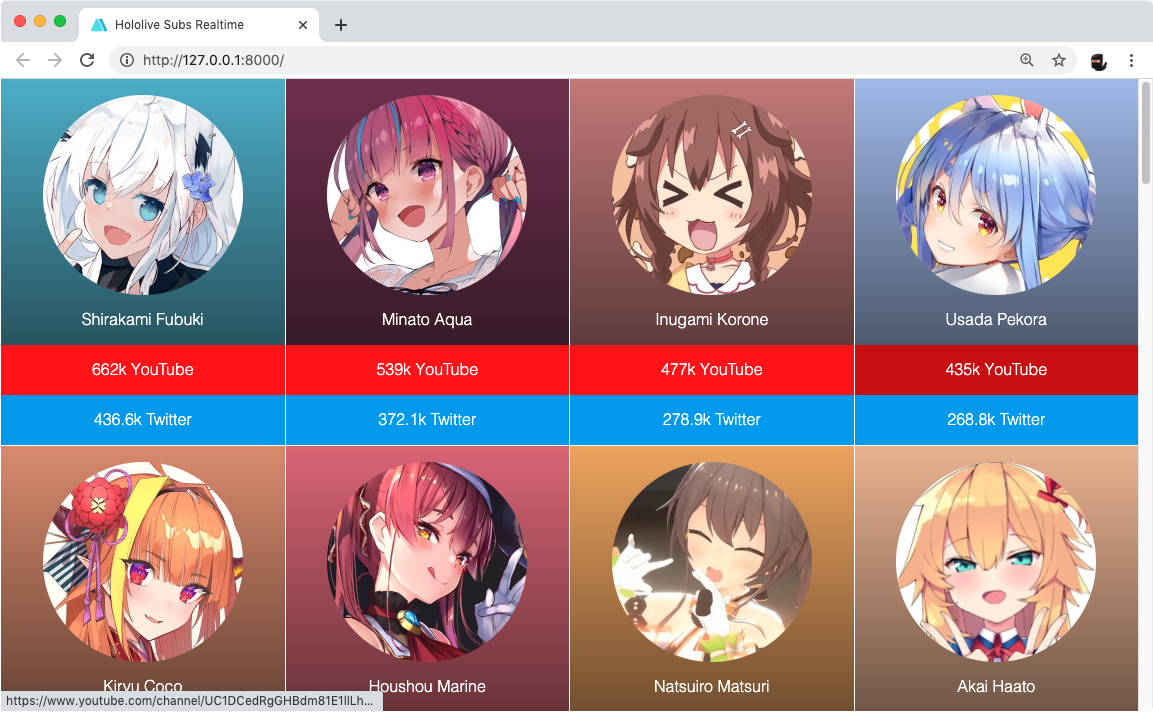 Hololive Subs Realtime
http://127.0.0.1:8000/
Shirakami Fubuki
Minato Aqua
Inugami Korone
Usada Pekora
662k YouTube
539k YouTube
477k YouTube
435k YouTube
436.6k Twitter
372.1k Twitter
278.9k Twitter
268.8k Twitter
Kiryu Coco
Houshou Marine
Natsuiro Matsuri
Akai Haato
https://www.youtube.com/channel/UC1DCedRgGHBdm81E1llLh...